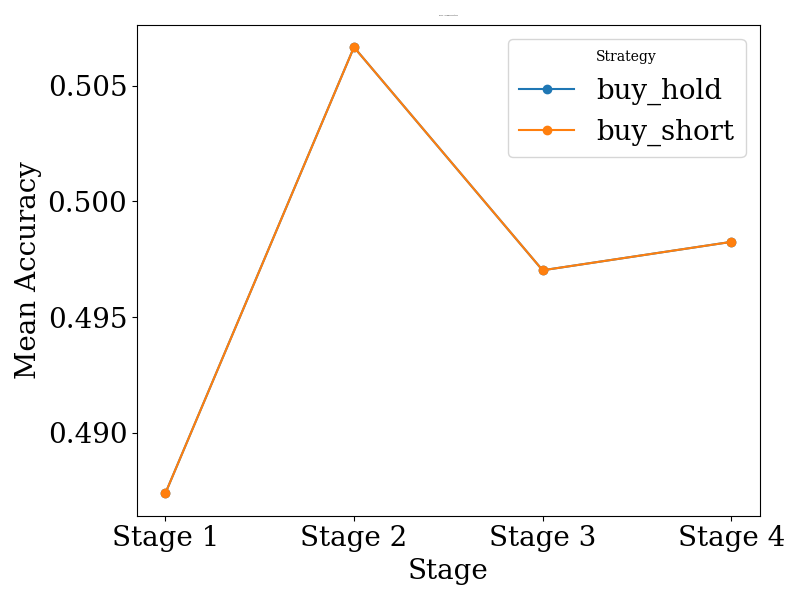 Strategy
buy_hold
buy_short
0.505
0.500
0.495
0.490
Mean Accuracy
Stage 1
Stage 2
Stage 3
Stage 4
Stage